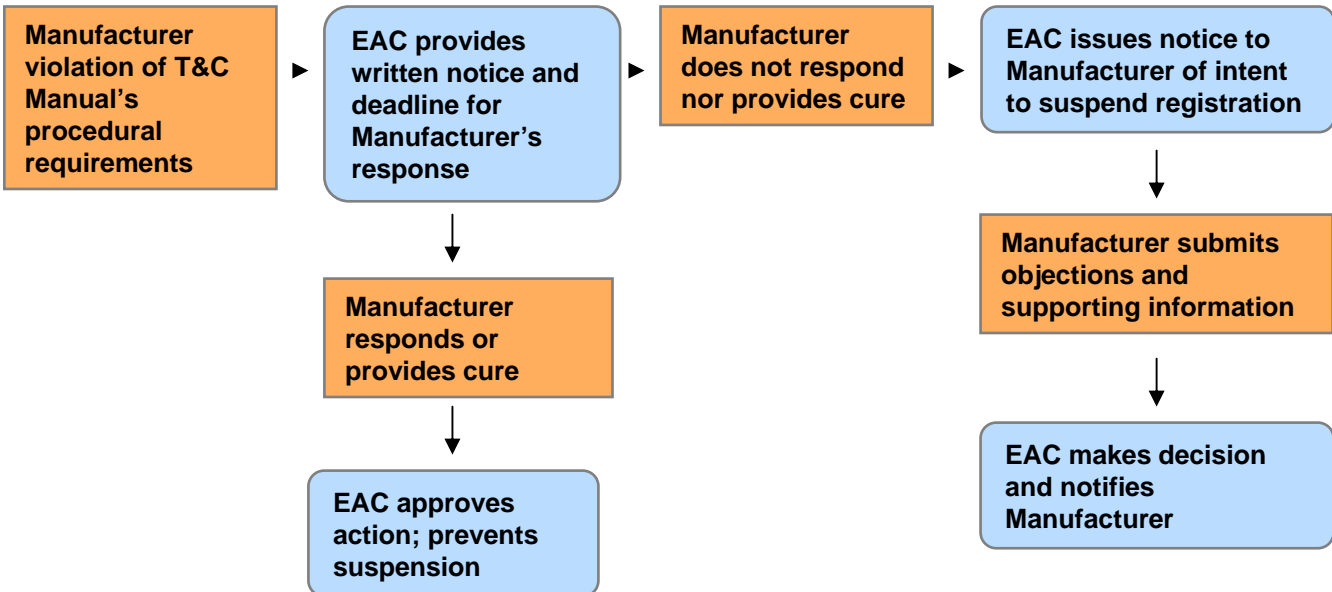 Manufacturer
violation of T&C
Manual’s
procedural
requirements
EAC provides
written notice and
deadline for
Manufacturer’s
response
Manufacturer
does not respond
nor provides cure
EAC issues notice to
Manufacturer of intent
to suspend registration
Manufacturer
responds or
provides cure
Manufacturer submits
objections and
supporting information
EAC approves
action; prevents
suspension
EAC makes decision
and notifies
Manufacturer